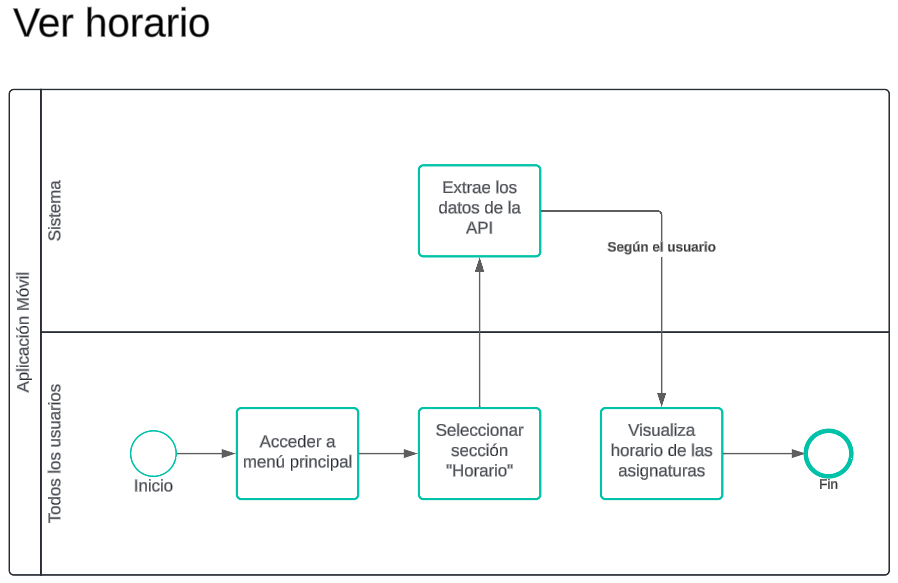 Ver horario
Aplicación Móvil
Sistema
Extrae los
datos de la
API
Según el usuario
Todos los usuarios
Inicio
Acceder a
menú principal
Seleccionar
sección
"Horario"
Visualiza
horario de las
asignaturas
Fin